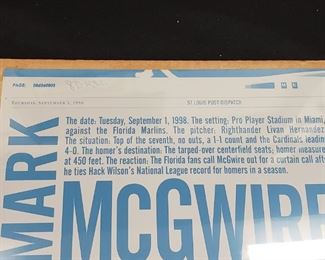 PAGE:
THURSDAY, SEPTEMBER 3, 1998
ST LOUIS POST-DISPATCH
MARK
The date: Tuesday, September 1, 1998. The setting: Pro Player Stadium in Miami,
against the Florida Marlins. The pitcher: Righthander Livan Hernandez
The situation: Top of the seventh, no outs, a 1-1 count and the Cardinals leading
4-0. The homer's destination: The tarped-over centerfield seats, homer measure
at 450 feet. The reaction: The Florida fans call McGwire out for a curtain call afte
he ties Hack Wilson's National League record for homers in a season.
MCGWIRE